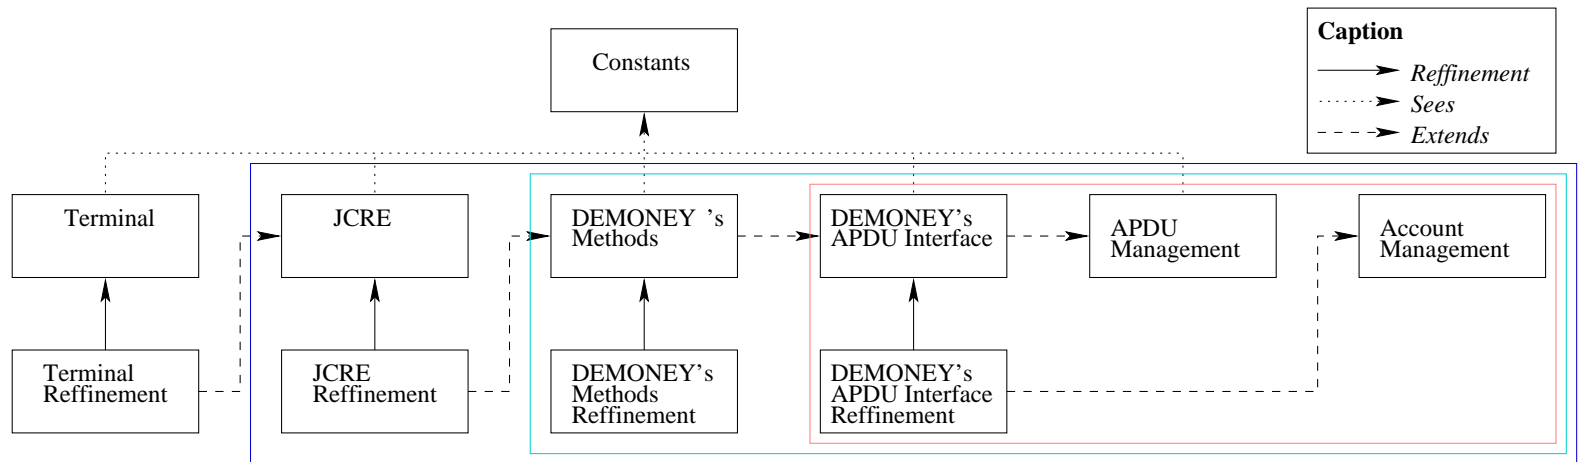 Constants
Caption
Reffinement
Sees
Extends
Terminal
JCRE
DEMONEY 's
Methods
DEMONEY's
APDU Interface
APDU
Management
Account
Management
Terminal
Reffinement
JCRE
Reffinement
DEMONEY's
Methods
Reffinement
DEMONEY's
APDU Interface
Reffinement